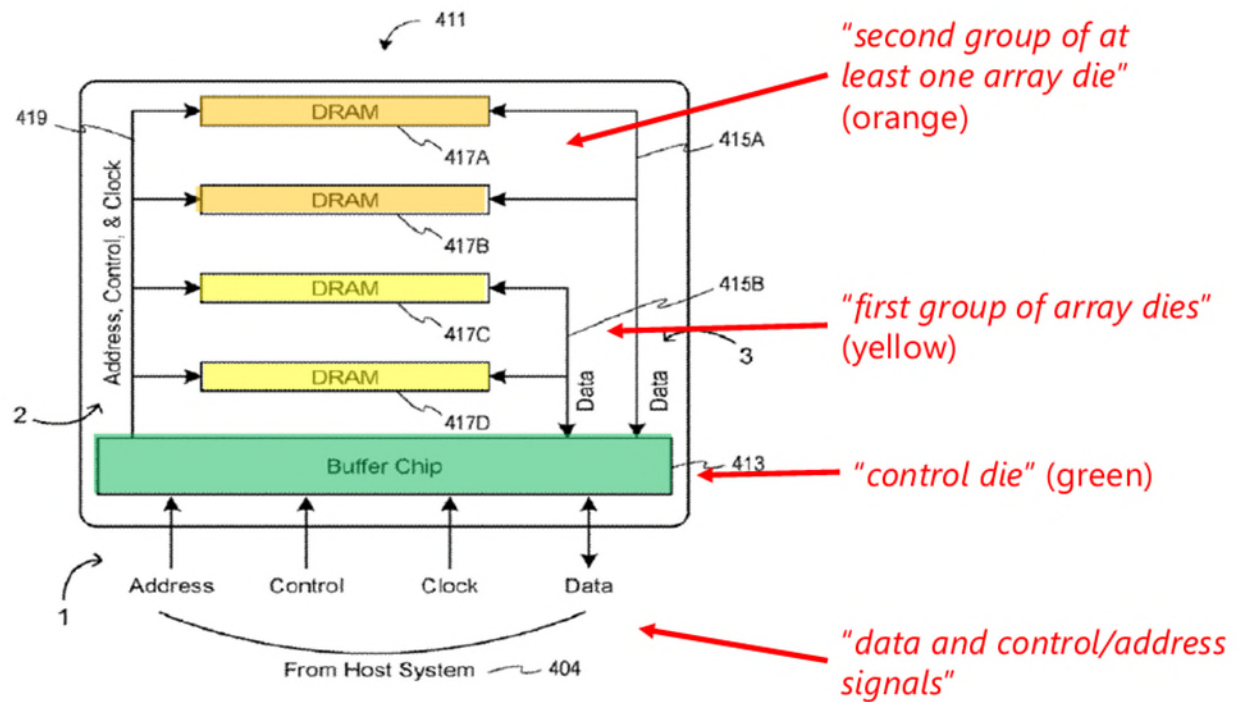 411
"second group of at
least one array die"
(orange)
419
DRAM
417A
415A
DRAM
417B
Address, Control, & Clock
DRAM
417C
415B
"first group of array dies"
(yellow)
3
DRAM
417D
Data
Data
2
Buffer Chip
413
"control die" (green)
1
Address
Control
Clock
Data
From Host System
404
"data and control/address
signals"